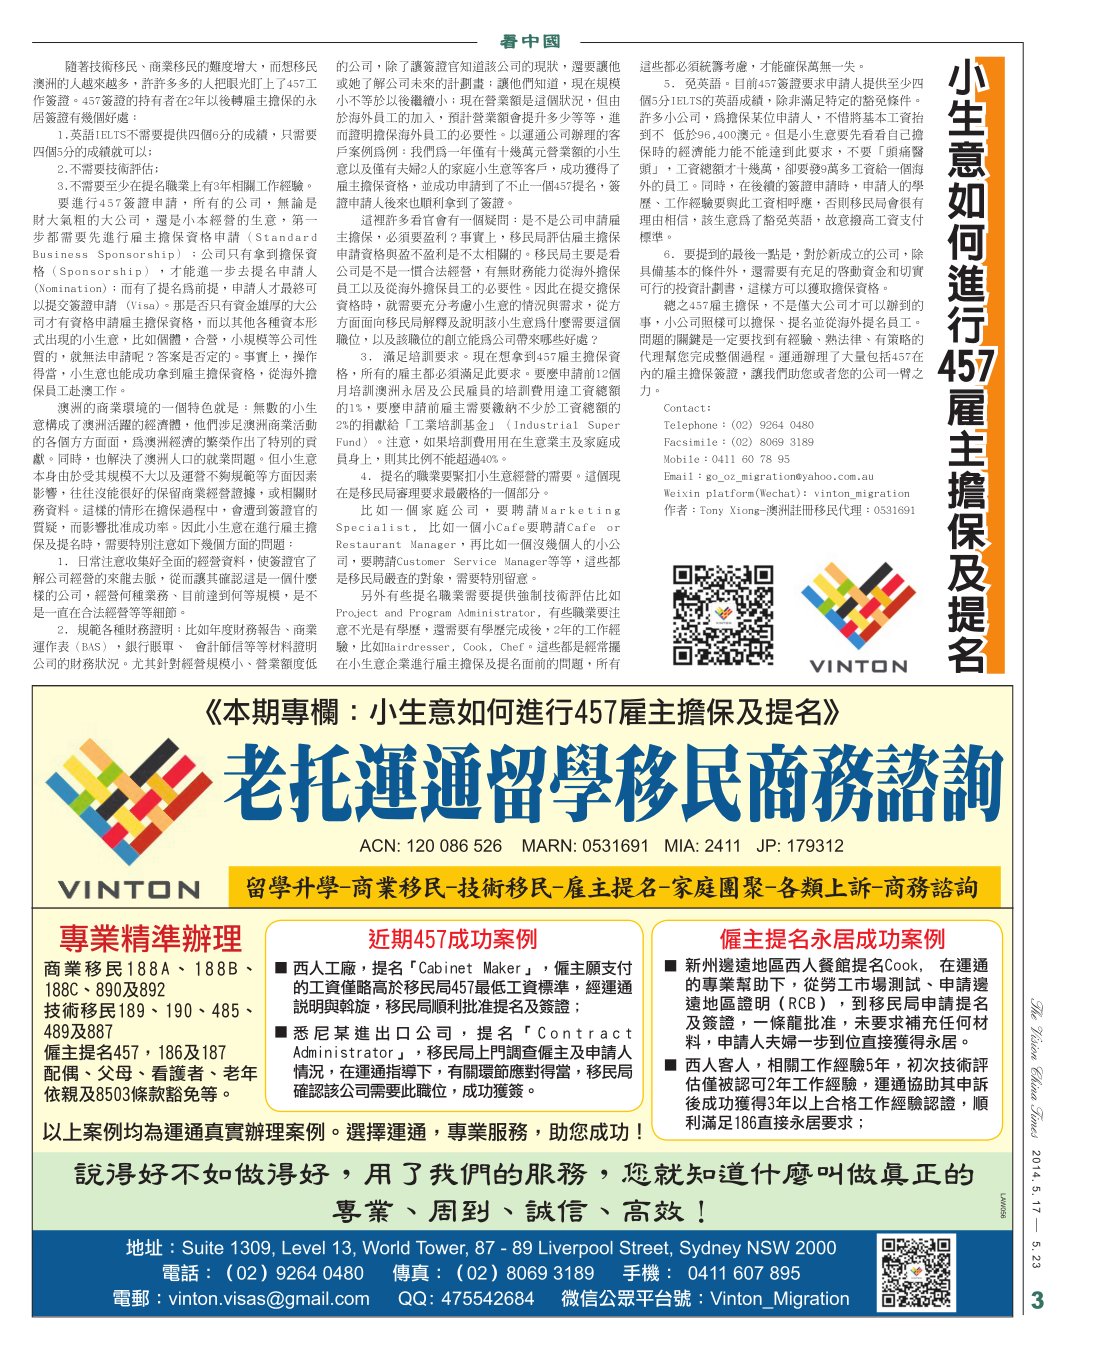 看中國
小生意如何進行457雇主擔保及提名
隨著技術移民、商業移民的難度增大，而想移民
澳洲的人越來越多，許許多多的人把眼光盯上了457工
作簽證。457簽證的持有者在2年以後轉雇主擔保的永
居簽證有幾個好處：
1.英語IELTS不需要提供四個6分的成績，只需要
四個5分的成績就可以；
2.不需要技術評估；
3.不需要至少在提名職業上有3年相關工作經驗。
要進行457簽證申請，所有的公司，無論是
財大氣粗的大公司，還是小本經營的生意，第一
步都需要先進行雇主擔保資格申請（Standard
Business Sponsorship）；公司只有拿到擔保資
格（Sponsorship），才能進一步去提名申請人
(Nomination)；而有了提名爲前提，申請人才最終可
以提交簽證申請 (Visa)。那是否只有資金雄厚的大公
司才有資格申請雇主擔保資格，而以其他各種資本形
式出現的小生意，比如個體，合營，小規模等公司性
質的，就無法申請呢？答案是否定的。事實上，操作
得當，小生意也能成功拿到雇主擔保資格，從海外擔
保員工赴澳工作。
澳洲的商業環境的一個特色就是：無數的小生
意構成了澳洲活躍的經濟體，他們涉足澳洲商業活動
的各個方方面面，爲澳洲經濟的繁榮作出了特別的貢
獻。同時，也解決了澳洲人口的就業問題。但小生意
本身由於受其規模不大以及運營不夠規範等方面因素
影響，往往沒能很好的保留商業經營證據，或相關財
務資料。這樣的情形在擔保過程中，會遭到簽證官的
質疑，而影響批准成功率。因此小生意在進行雇主擔
保及提名時，需要特別注意如下幾個方面的問題：
1. 日常注意收集好全面的經營資料，使簽證官了
解公司經營的來龍去脈，從而讓其確認這是一個什麼
樣的公司，經營何種業務、目前達到何等規模，是不
是一直在合法經營等等細節。
2. 規範各種財務證明：比如年度財務報告、商業
運作表（BAS），銀行賬單、 會計師信等等材料證明
公司的財務狀況。尤其針對經營規模小、營業額度低
的公司，除了讓簽證官知道該公司的現狀，還要讓他
或她了解公司未來的計劃畫；讓他們知道，現在規模
小不等於以後繼續小；現在營業額是這個狀況，但由
於海外員工的加入，預計營業額會提升多少等等，進
而證明擔保海外員工的必要性。以運通公司辦理的客
戶案例爲例：我們爲一年僅有十幾萬元營業額的小生
意以及僅有夫婦2人的家庭小生意等客戶，成功獲得了
雇主擔保資格，並成功申請到了不止一個457提名，簽
證申請人後來也順利拿到了簽證。
這裡許多看官會有一個疑問：是不是公司申請雇
主擔保，必須要盈利？事實上，移民局評估雇主擔保
申請資格與盈不盈利是不太相關的。移民局主要是看
公司是不是一慣合法經營，有無財務能力從海外擔保
員工以及從海外擔保員工的必要性。因此在提交擔保
資格時，就需要充分考慮小生意的情況與需求，從方
方面面向移民局解釋及說明該小生意爲什麼需要這個
職位，以及該職位的創立能爲公司帶來哪些好處？
3. 滿足培訓要求。現在想拿到457雇主擔保資
格，所有的雇主都必須滿足此要求。要麼申請前12個
月培訓澳洲永居及公民雇員的培訓費用達工資總額
的1%，要麼申請前雇主需要繳納不少於工資總額的
2%的捐獻給「工業培訓基金」（Industrial Super
Fund）。注意，如果培訓費用用在生意業主及家庭成
員身上，則其比例不能超過40%。
4. 提名的職業要緊扣小生意經營的需要。這個現
在是移民局審理要求最嚴格的一個部分。
比如一個家庭公司，要聘請Marketing
Specialist，比如一個小Cafe要聘請Cafe or
Restaurant Manager，再比如一個沒幾個人的小公
司，要聘請Customer Service Manager等等，這些都
是移民局嚴查的對象，需要特別留意。
另外有些提名職業需要提供強制技術評估比如
Project and Program Administrator，有些職業要注
意不光是有學歷，還需要有學歷完成後，2年的工作經
驗，比如Hairdresser, Cook, Chef。這些都是經常擺
在小生意企業進行雇主擔保及提名面前的問題，所有
這些都必須統籌考慮，才能確保萬無一失。
5. 免英語。目前457簽證要求申請人提供至少四
個5分IELTS的英語成績，除非滿足特定的豁免條件。
許多小公司，爲擔保某位申請人，不惜將基本工資抬
到不 低於96,400澳元。但是小生意要先看看自己擔
保時的經濟能力能不能達到此要求，不要「頭痛醫
頭」，工資總額才十幾萬，卻要發9萬多工資給一個海
外的員工。同時，在後續的簽證申請時，申請人的學
歷、工作經驗要與此工資相呼應，否則移民局會很有
理由相信，該生意爲了豁免英語，故意撥高工資支付
標準。
6. 要提到的最後一點是，對於新成立的公司，除
具備基本的條件外，還需要有充足的啓動資金和切實
可行的投資計劃書，這樣方可以獲取擔保資格。
總之457雇主擔保，不是僅大公司才可以辦到的
事，小公司照樣可以擔保、提名並從海外提名員工。
問題的關鍵是一定要找到有經驗、熟法律、有策略的
代理幫您完成整個過程。運通辦理了大量包括457在
內的雇主擔保簽證，讓我們助您或者您的公司一臂之
力。
Contact:
Telephone：(02) 9264 0480
Facsimile：(02) 8069 3189
Mobile：0411 60 78 95
Email：go_oz_migration@yahoo.com.au
Weixin platform(Wechat): vinton_migration
作者：Tony Xiong—澳洲註冊移民代理：0531691
VINTON
《本期專欄：小生意如何進行457雇主擔保及提名》
老托運通留學移民商務諮詢
ACN: 120 086 526 MARN: 0531691 MIA: 2411 JP: 179312
VINTON
留學升學-商業移民-技術移民-雇主提名-家庭團聚-各類上訴-商務諮詢
專業精準辦理
商業移民188A、188B、
188C、890及892
技術移民189、190、485、
489及887
僱主提名457，186及187
配偶、父母、看護者、老年
依親及8503條款豁免等。
近期457成功案例
■ 西人工廠，提名「Cabinet Maker」，僱主願支付
的工資僅略高於移民局457最低工資標準，經運通
說明與斡旋，移民局順利批准提名及簽證；
■ 悉尼某進出口公司，提名「Contract
Administrator」，移民局上門調查僱主及申請人
情況，在運通指導下，有關環節應對得當，移民局
確認該公司需要此職位，成功獲簽。
僱主提名永居成功案例
■ 新州邊遠地區西人餐館提名Cook, 在運通
的專業幫助下，從勞工市場測試、申請邊
遠地區證明（RCB），到移民局申請提名
及簽證，一條龍批准，未要求補充任何材
料，申請人夫婦一步到位直接獲得永居。
■ 西人客人，相關工作經驗5年，初次技術評
估僅被認可2年工作經驗，運通協助其申訴
後成功獲得3年以上合格工作經驗認證，順
利滿足186直接永居要求；
以上案例均為運通真實辦理案例。選擇運通，專業服務，助您成功！
說得好不如做得好，用了我們的服務，您就知道什麼叫做真正的
專業、周到、誠信、高效！
LAW056
地址：Suite 1309, Level 13, World Tower, 87 - 89 Liverpool Street, Sydney NSW 2000
電話：（02）9264 0480 傳真：（02）8069 3189 手機： 0411 607 895
電郵：vinton.visas@gmail.com QQ: 475542684 微信公眾平台號：Vinton_Migration
The Vision China Times 2014.5.17 — 5.23
3